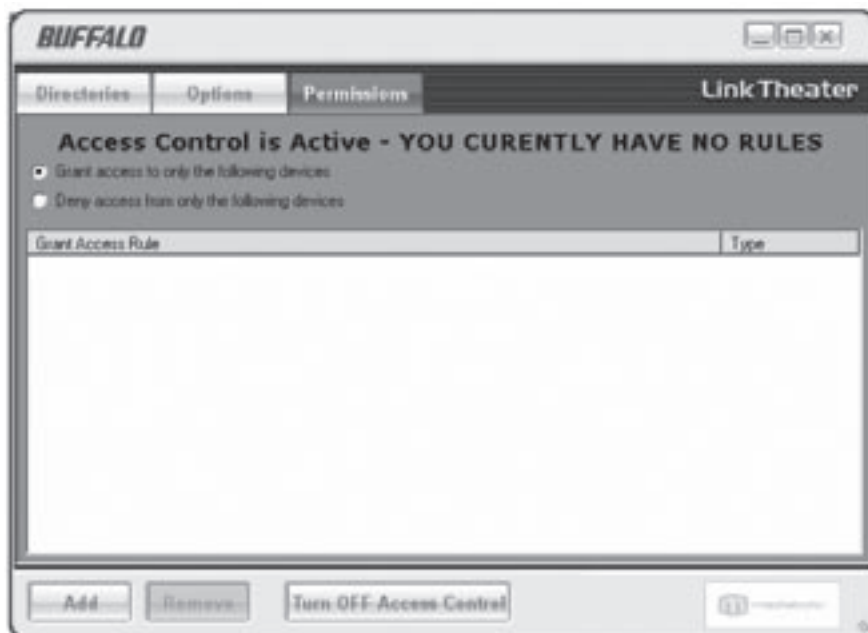 BUFFALO
Directories Options Permissions LinkTheater
Access Control is Active - YOU CURENTLY HAVE NO RULES
Grant access to only the following devices
Deny access from only the following devices
Grant Access Rule Type
Add Remove Turn OFF Access Control